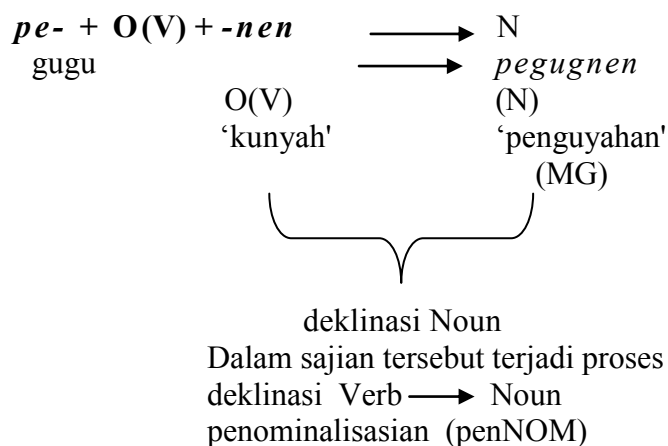 pe- + O(V) + -nen ⟶ N
gugu ⟶ pegugnen
O(V) (N)
‘kunyah' ‘penguyahan'
(MG)
deklinasi Noun
Dalam sajian tersebut terjadi proses
deklinasi Verb ⟶ Noun
penominalisasian (penNOM)